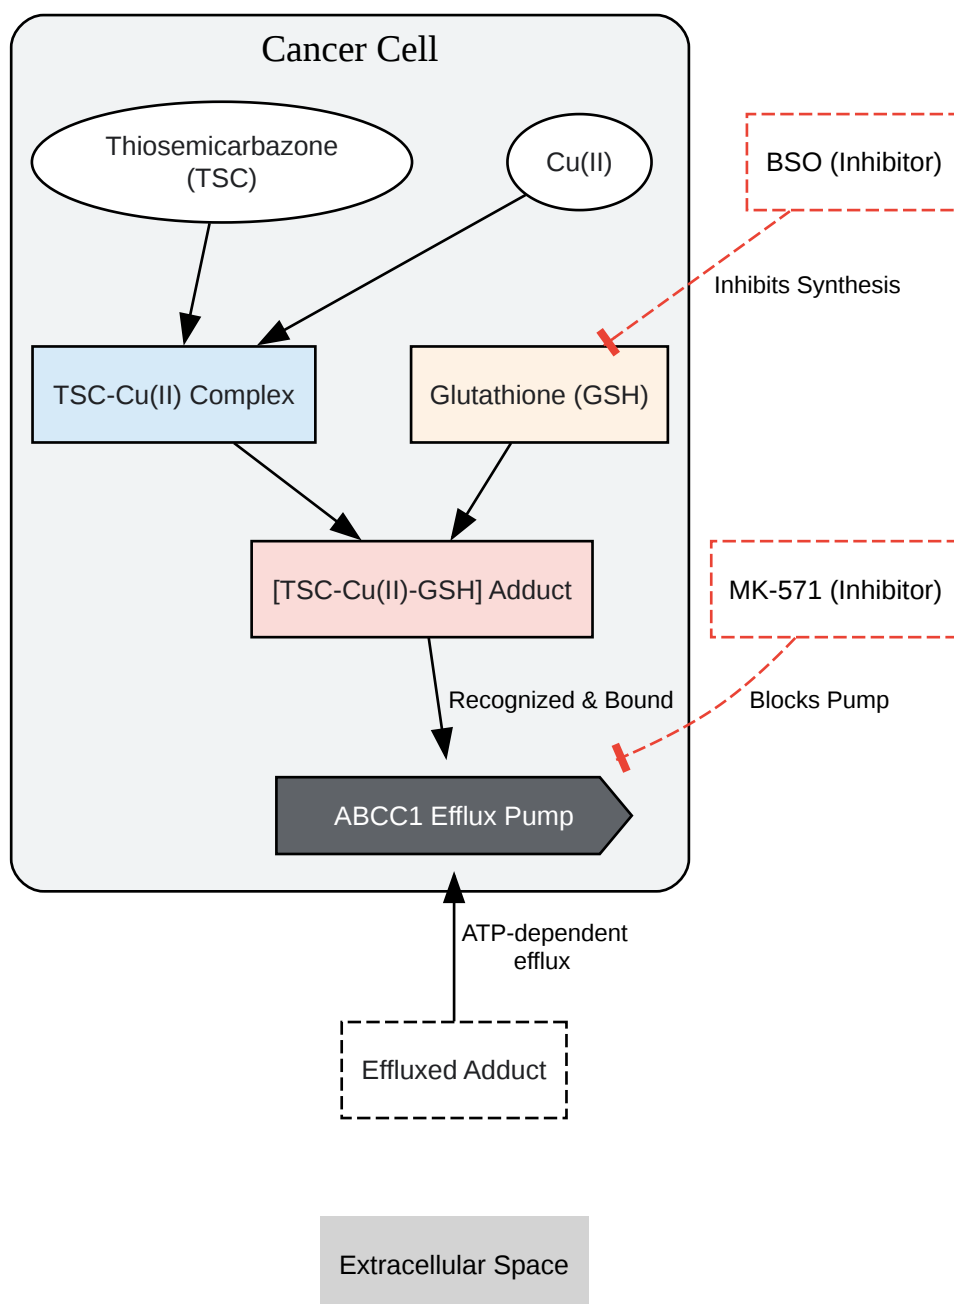 Cancer Cell
Thiosemicarbazone
(TSC)
Cu(II)
BSO (Inhibitor)
Inhibits Synthesis
TSC-Cu(II) Complex
Glutathione (GSH)
[TSC-Cu(II)-GSH] Adduct
MK-571 (Inhibitor)
Recognized & Bound
Blocks Pump
ABCC1 Efflux Pump
ATP-dependent
efflux
Effluxed Adduct
Extracellular Space